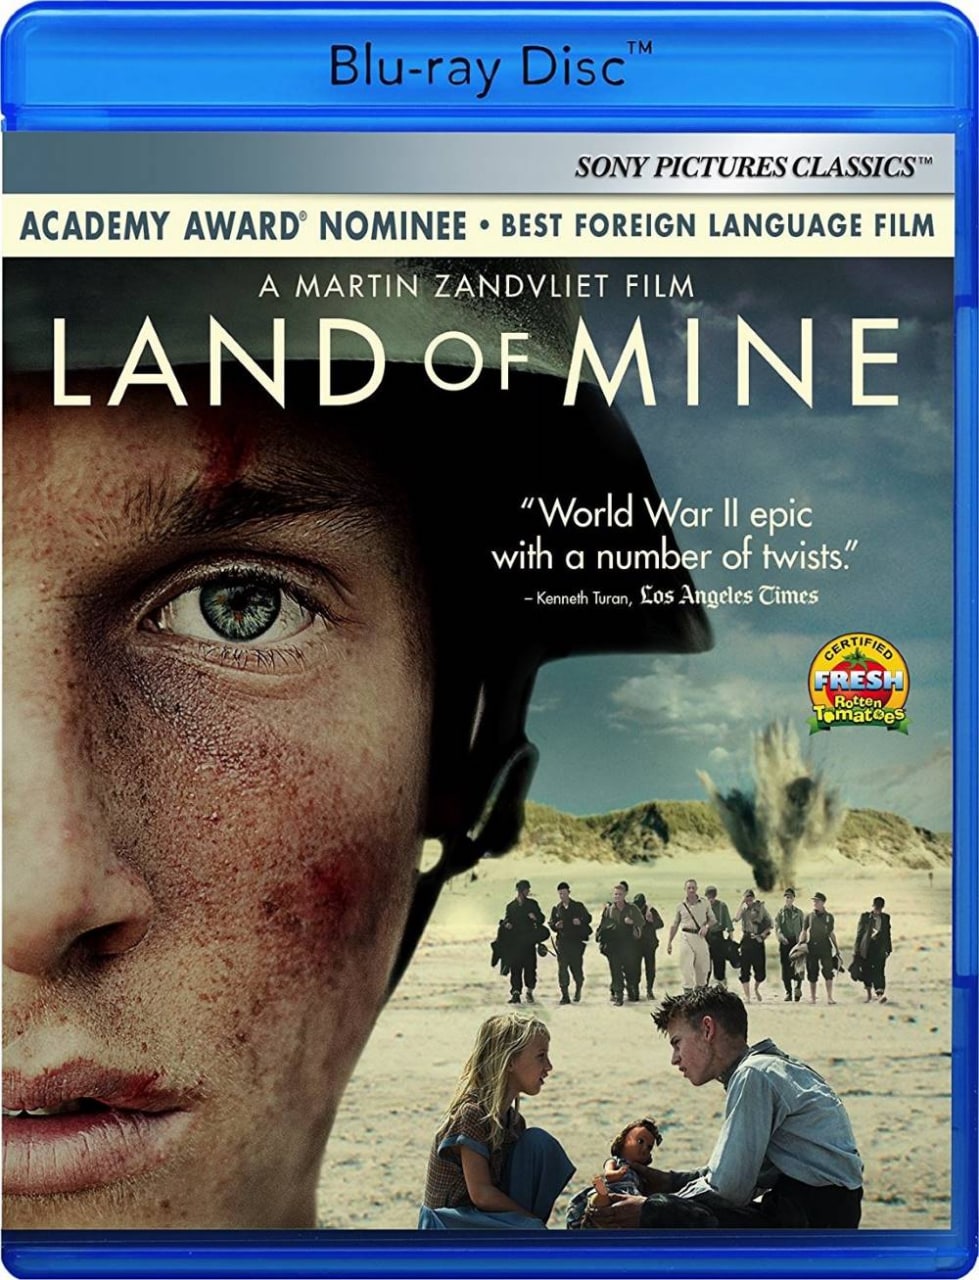 Blu-ray Disc™
SONY PICTURES CLASSICS™
ACADEMY AWARD® NOMINEE • BEST FOREIGN LANGUAGE FILM
A MARTIN ZANDVLIET FILM
LAND OF MINE
“World War II epic
with a number of twists.”
– Kenneth Turan, Los Angeles Times
CERTIFIED
FRESH
Rotten
Tomatoes